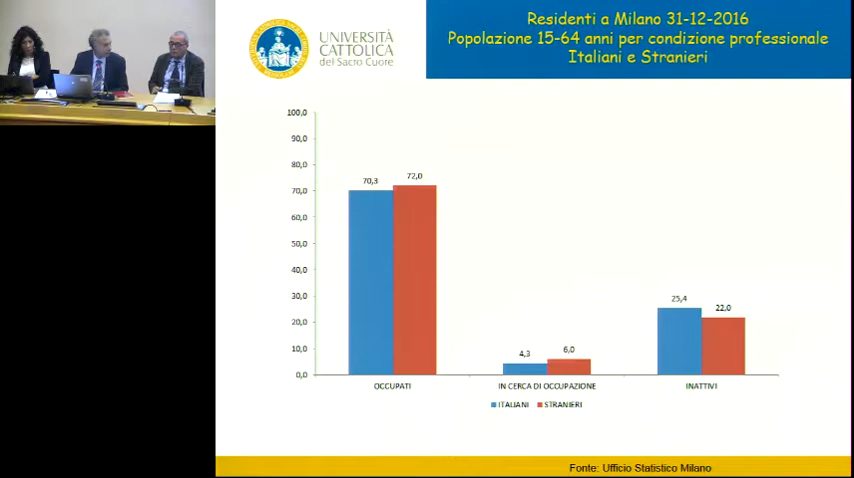 Residenti a Milano 31-12-2016
Popolazione 15-64 anni per condizione professionale
Italiani e Stranieri
UNIVERSITÀ
CATTOLICA
del Sacro Cuore
100,0
90,0
80,0
70,0
60,0
50,0
40,0
30,0
20,0
10,0
0,0
70,3
72,0
4,3
6,0
25,4
22,0
OCCUPATI
IN CERCA DI OCCUPAZIONE
INATTIVI
ITALIANI
STRANIERI
Fonte: Ufficio Statistico Milano